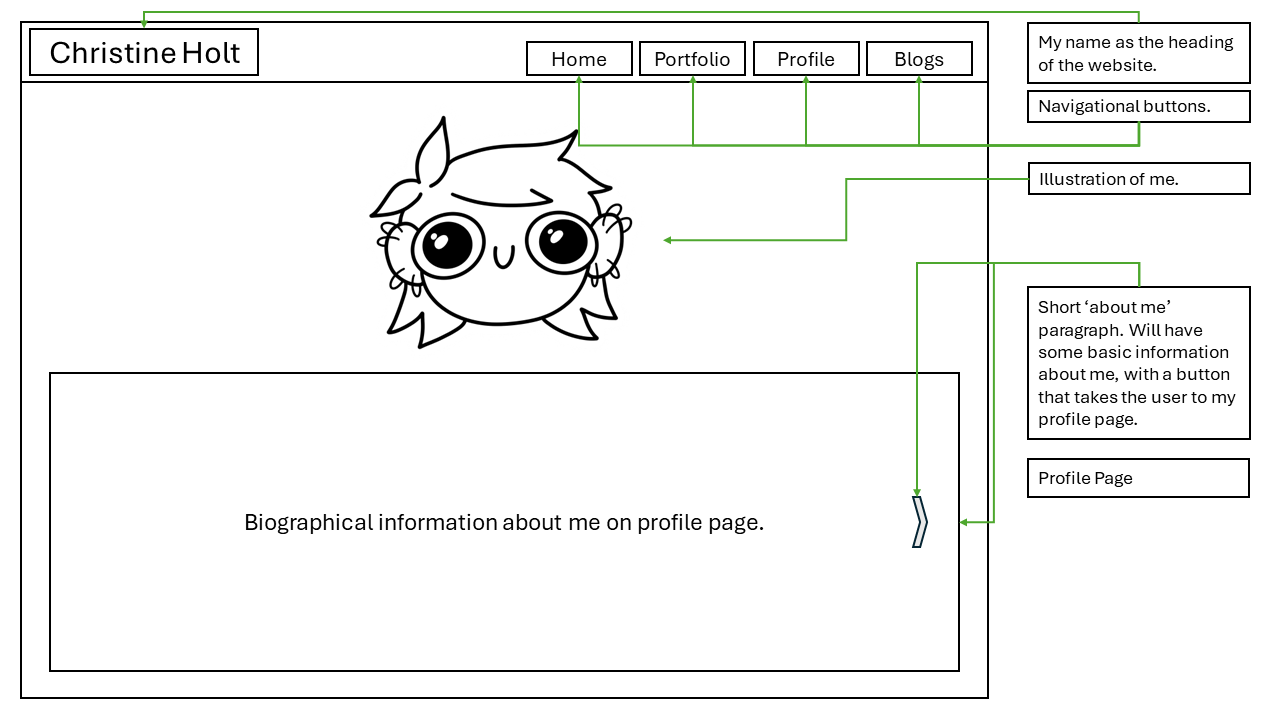 Christine Holt
Home
Portfolio
Profile
Blogs
My name as the heading
of the website.
Navigational buttons.
Illustration of me.
Short ‘about me’
paragraph. Will have
some basic information
about me, with a button
that takes the user to my
profile page.
Profile Page
Biographical information about me on profile page.